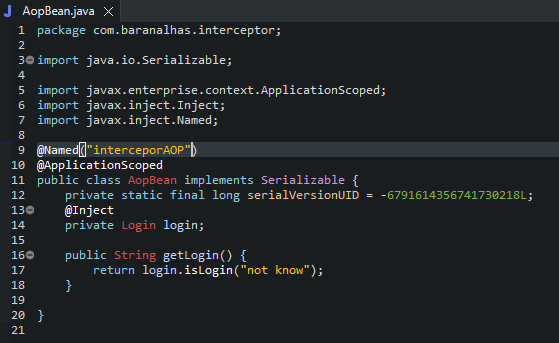 AopBean.java
1 package com.baranalhas.interceptor;
2
3 import java.io.Serializable;
4
5 import javax.enterprise.context.ApplicationScoped;
6 import javax.inject.Inject;
7 import javax.inject.Named;
8
9 @Named("interceporAOP")
10 @ApplicationScoped
11 public class AopBean implements Serializable {
12     private static final long serialVersionUID = -6791614356741730218L;
13     @Inject
14     private Login login;
15
16     public String getLogin() {
17         return login.isLogin("not know");
18     }
19
20 }
21